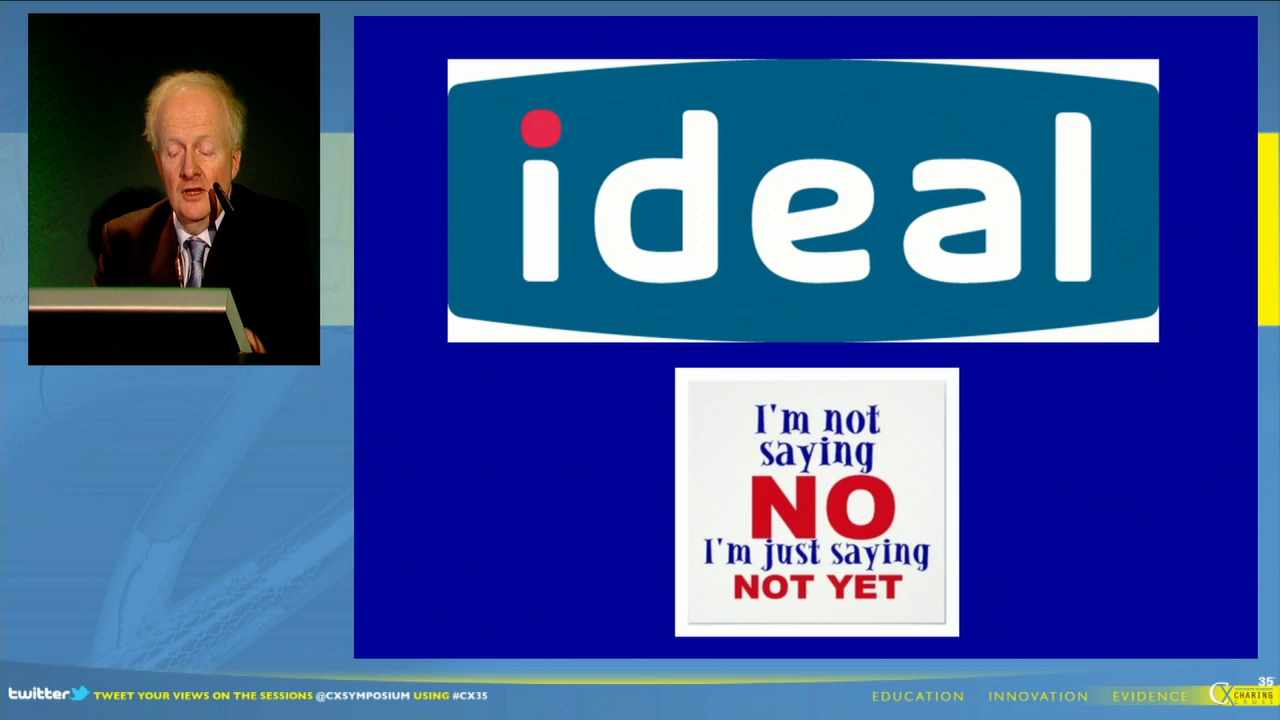 ideal
I'm not
saying
NO
I'm just saying
NOT YET
twitter TWEET YOUR VIEWS ON THE SESSIONS @CXSYMPOSIUM USING #CX35
EDUCATION INNOVATION EVIDENCE
35
CX CHARING
CROSS